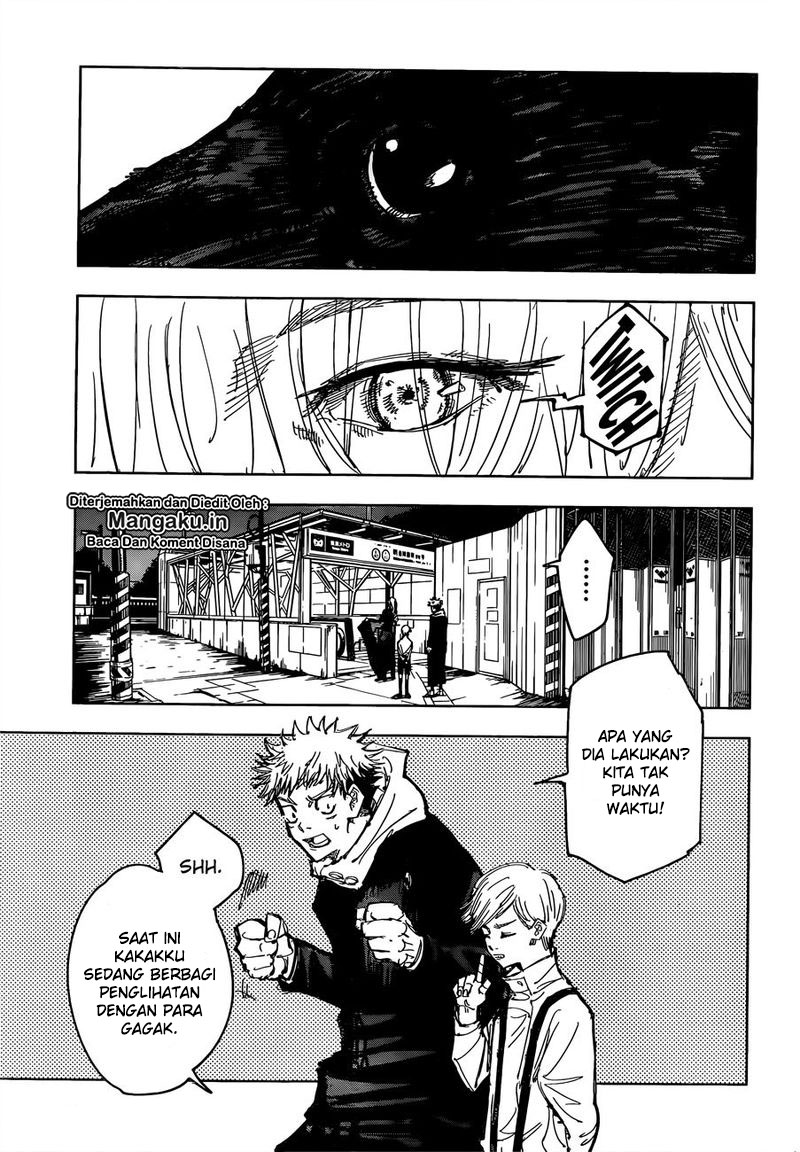 TWITCH
Diterjemahkan dan Diedit Oleh :
Mangaku.in
Baca Dan Koment Disana
.......
APA YANG
DIA LAKUKAN?
KITA TAK
PUNYA
WAKTU!
SHH.
SAAT INI
KAKAKKU
SEDANG BERBAGI
PENGLIHATAN
DENGAN PARA
GAGAK.